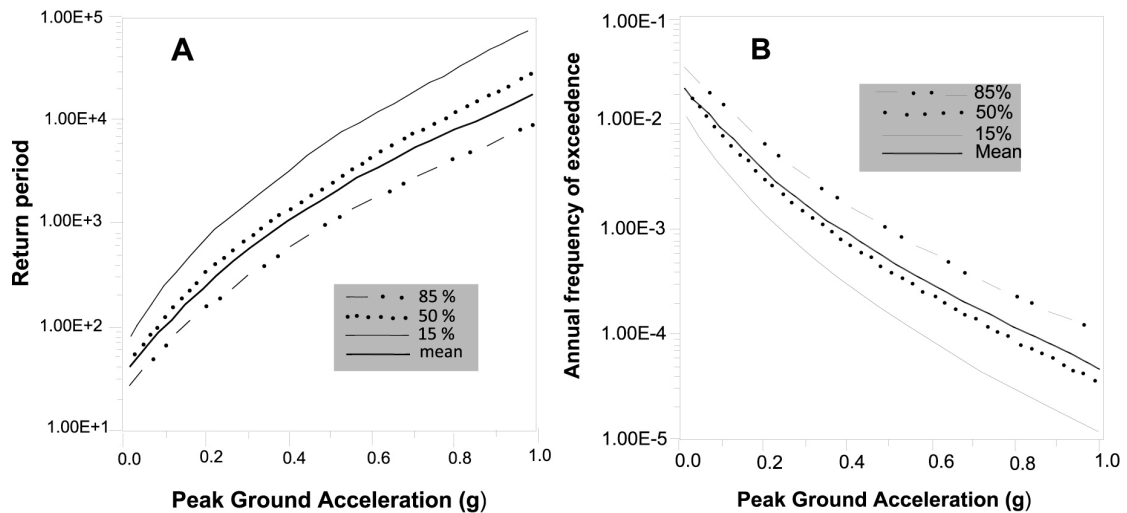 A
Return period
1.00E+5
1.00E+4
1.00E+3
1.00E+2
1.00E+1
85 %
50 %
15 %
mean
0.0 0.2 0.4 0.6 0.8 1.0
Peak Ground Acceleration (g)
B
Annual frequency of exceedence
1.00E-1
1.00E-2
1.00E-3
1.00E-4
1.00E-5
85%
50%
15%
Mean
0.0 0.2 0.4 0.6 0.8 1.0
Peak Ground Acceleration (g)